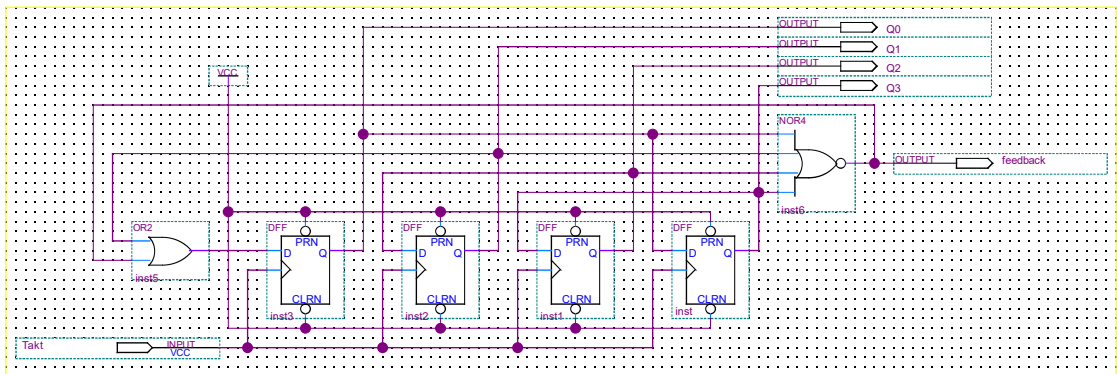 OUTPUT Q0
OUTPUT Q1
OUTPUT Q2
OUTPUT Q3
VCC
NOR4
inst6
OUTPUT feedback
OR2
inst5
DFF
PRN
D Q
CLRN
inst3
DFF
PRN
D Q
CLRN
inst2
DFF
PRN
D Q
CLRN
inst1
DFF
PRN
D Q
CLRN
inst
Takt INPUT
VCC